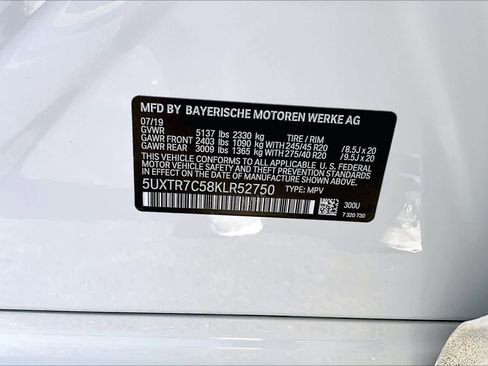 MFD BY BAYERISCHE MOTOREN WERKE AG
07/19
GVWR 5137 lbs 2330 kg TIRE / RIM
GAWR FRONT 2403 lbs 1090 kg 245/45 R20 /8.5J x 20
GAWR REAR 3009 lbs 1365 kg 275/40 R20 /9.5J x 20
THIS VEHICLE CONFORMS TO ALL APPLICABLE U. S. FEDERAL
MOTOR VEHICLE SAFETY AND THEFT PREVENTION STANDARDS
IN EFFECT ON THE DATE OF MANUFACTURE SHOWN ABOVE.
5UXTR7C58KLR52750 TYPE: MPV
300U
7 320 730